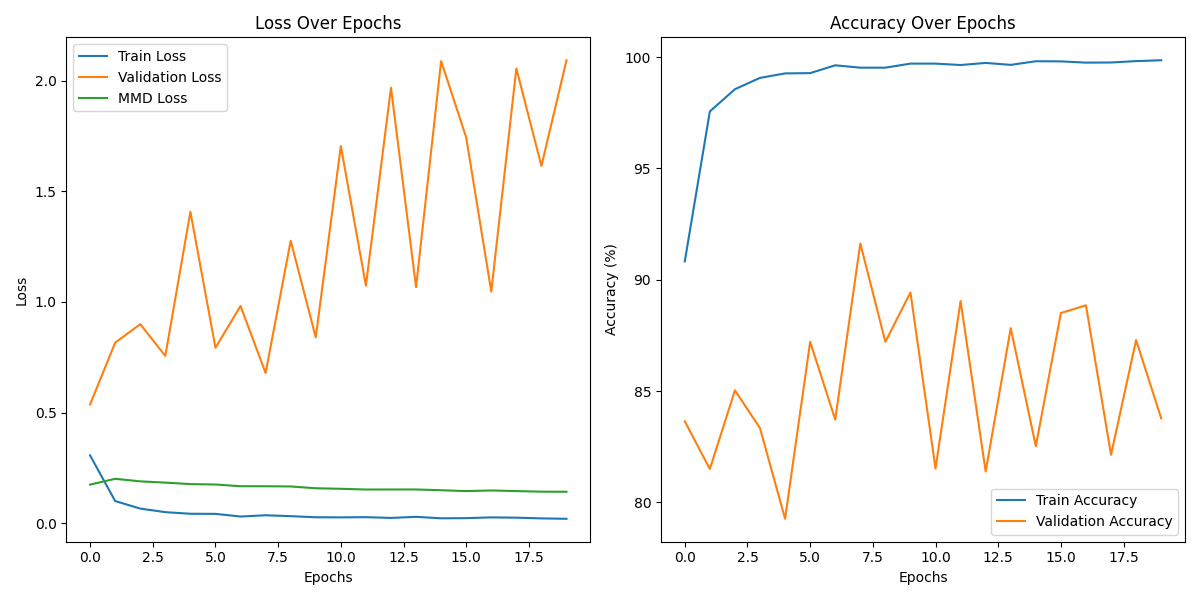 Loss Over Epochs
Train Loss
Validation Loss
MMD Loss
2.0
1.5
1.0
0.5
0.0
Loss
0.0 2.5 5.0 7.5 10.0 12.5 15.0 17.5
Epochs
Accuracy Over Epochs
100
95
90
85
80
Accuracy (%)
Train Accuracy
Validation Accuracy
0.0 2.5 5.0 7.5 10.0 12.5 15.0 17.5
Epochs